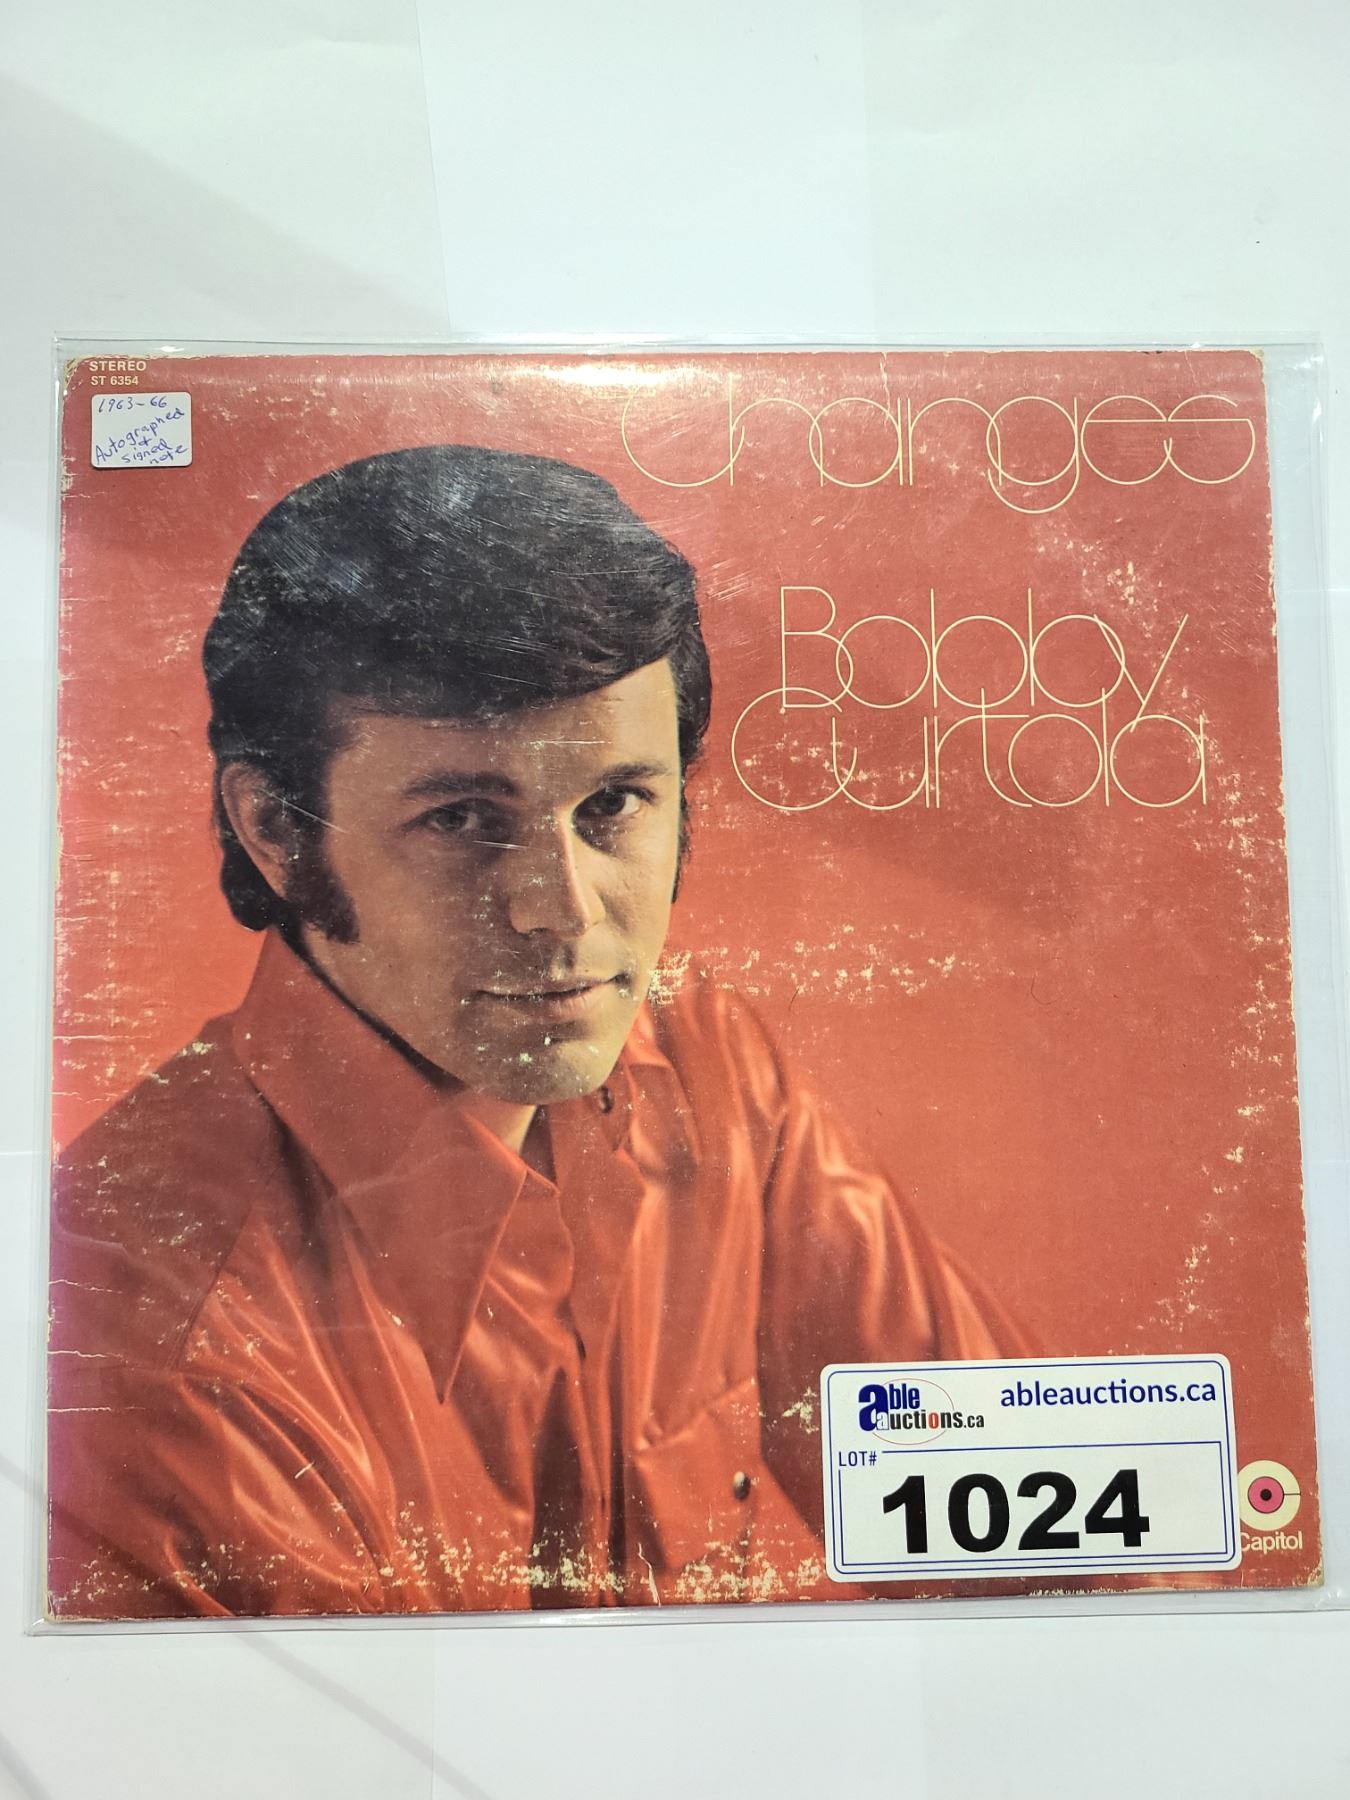 STEREO
ST 6354
1963-66
Autographed
+
signed
note
Changes
Bobby
Curtola
able
auctions.ca
ableauctions.ca
LOT#
1024
Capitol